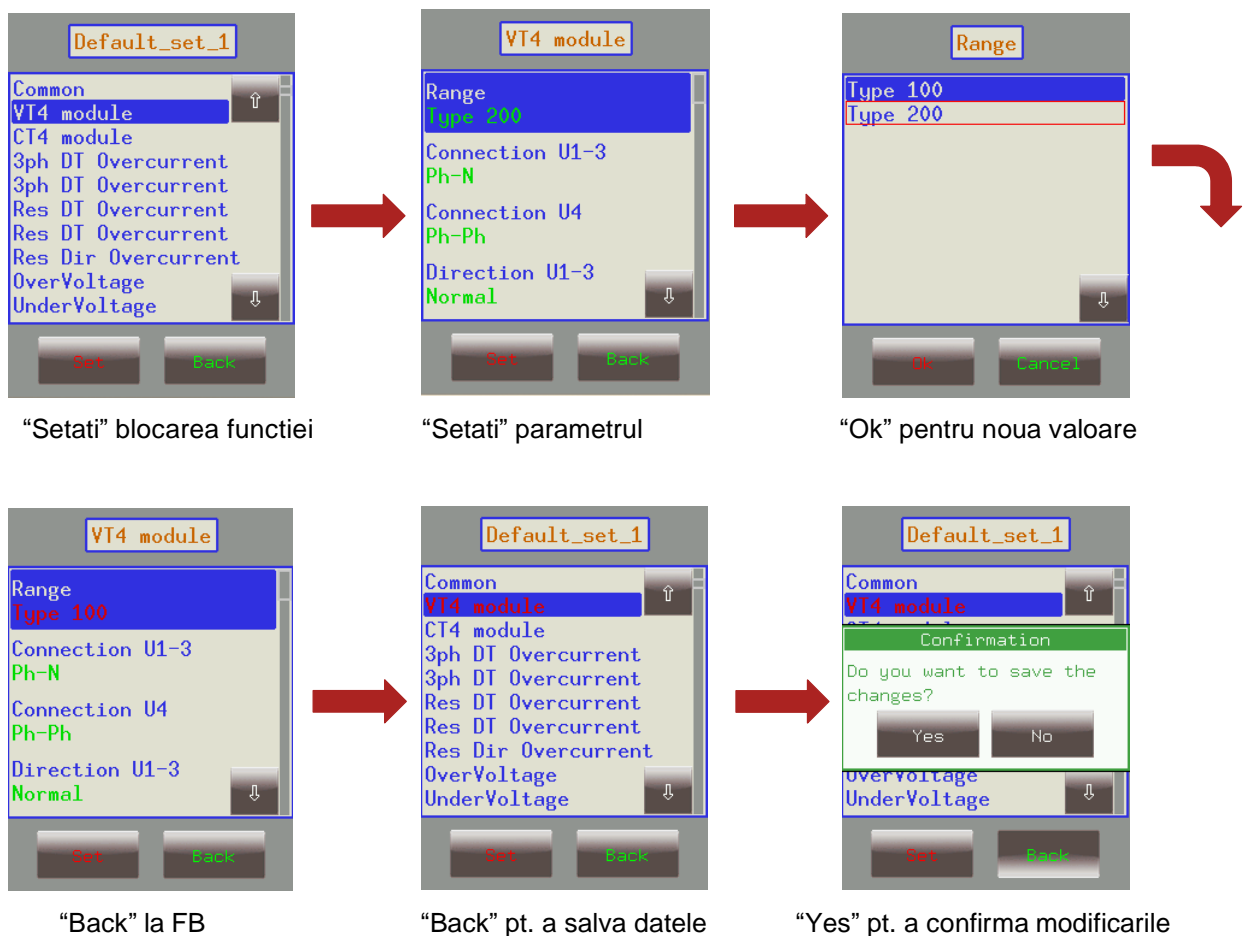 Default_set_1
Common
VT4 module
CT4 module
3ph DT Overcurrent
3ph DT Overcurrent
Res DT Overcurrent
Res DT Overcurrent
Res Dir Overcurrent
OverVoltage
UnderVoltage
Set
Back
“Setati” blocarea functiei
VT4 module
Range
Type 200
Connection U1-3
Ph-N
Connection U4
Ph-Ph
Direction U1-3
Normal
Set
Back
“Setati” parametrul
Range
Type 100
Type 200
Ok
Cancel
“Ok” pentru noua valoare
VT4 module
Range
Type 100
Connection U1-3
Ph-N
Connection U4
Ph-Ph
Direction U1-3
Normal
Set
Back
“Back” la FB
Default_set_1
Common
VT4 module
CT4 module
3ph DT Overcurrent
3ph DT Overcurrent
Res DT Overcurrent
Res DT Overcurrent
Res Dir Overcurrent
OverVoltage
UnderVoltage
Set
Back
“Back” pt. a salva datele
Default_set_1
Common
VT4 module
Confirmation
Do you want to save the
changes?
Yes
No
OverVoltage
UnderVoltage
Set
Back
“Yes” pt. a confirma modificarile